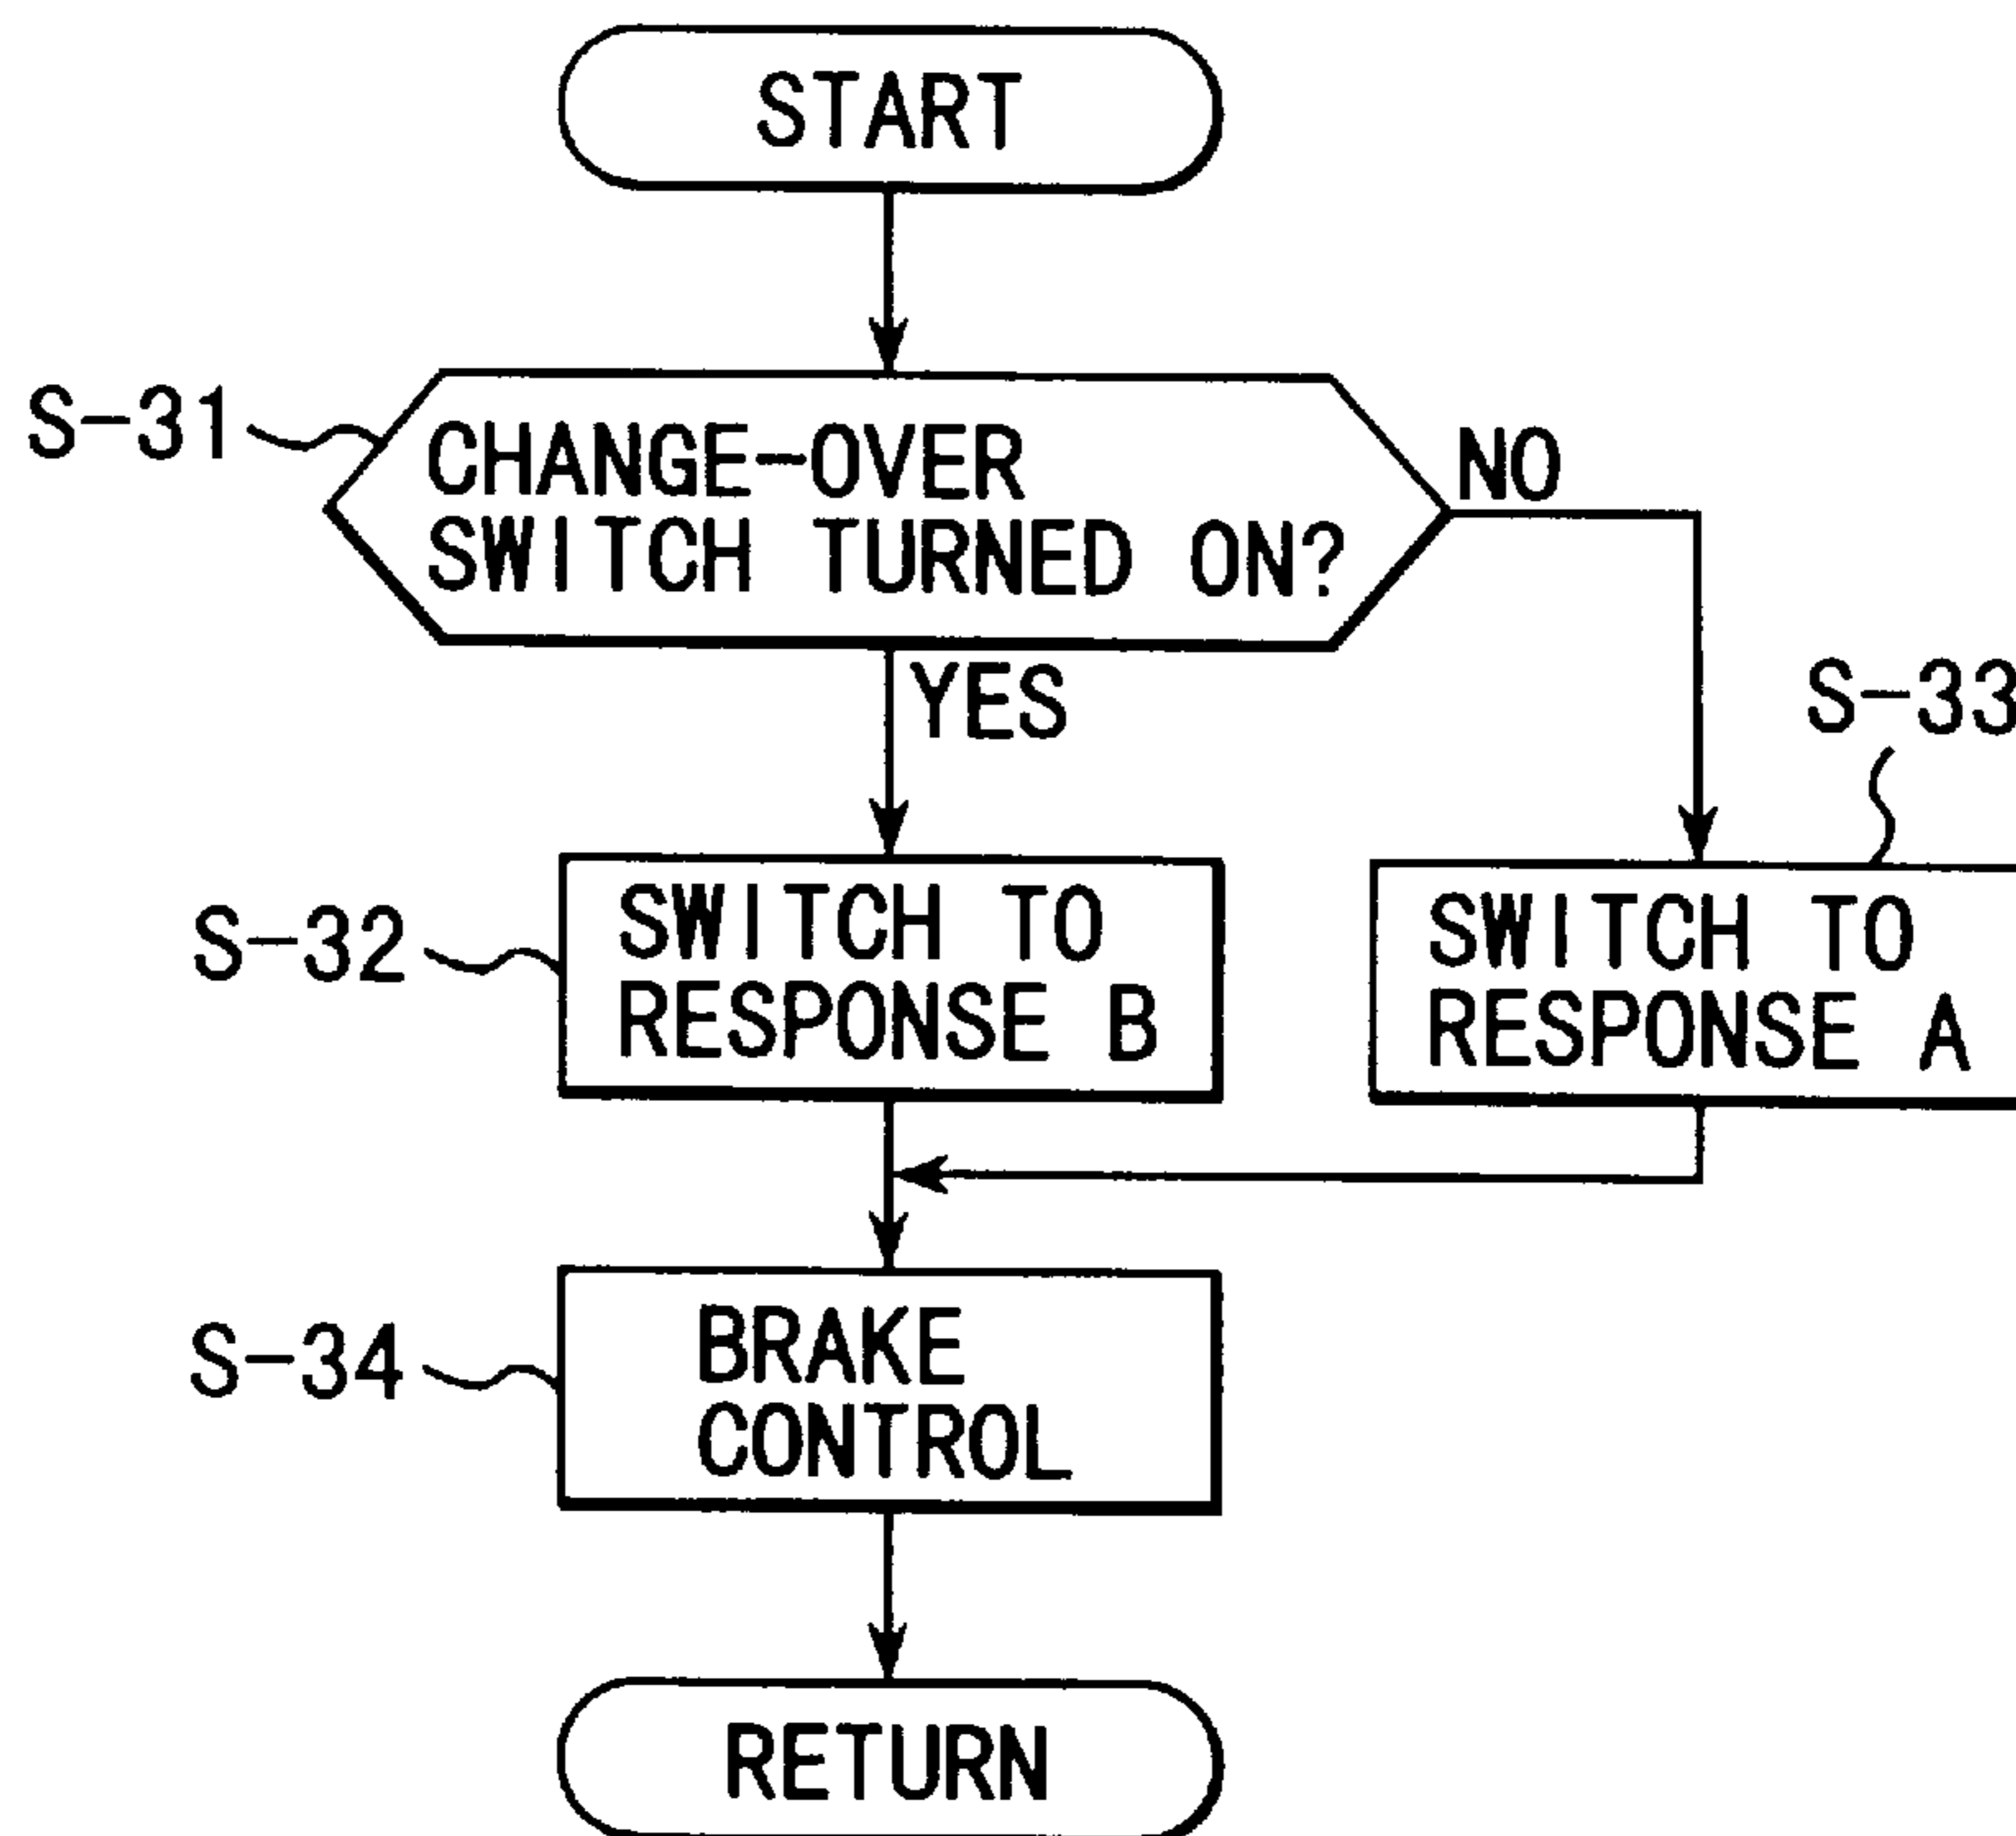 START
S-31
CHANGE-OVER
SWITCH TURNED ON?
NO
YES
S-33
S-32
SWITCH TO
RESPONSE B
SWITCH TO
RESPONSE A
S-34
BRAKE
CONTROL
RETURN